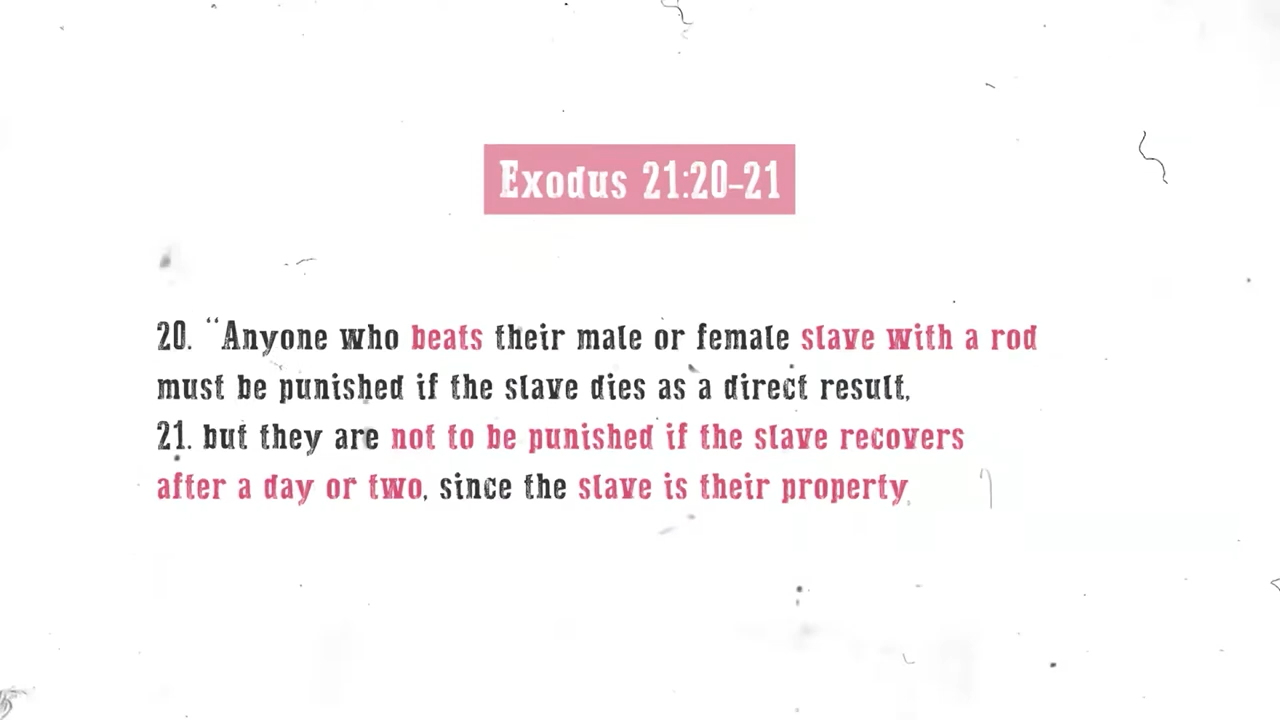 Exodus 21:20-21
20. “Anyone who beats their male or female slave with a rod
must be punished if the slave dies as a direct result,
21. but they are not to be punished if the slave recovers
after a day or two, since the slave is their property.